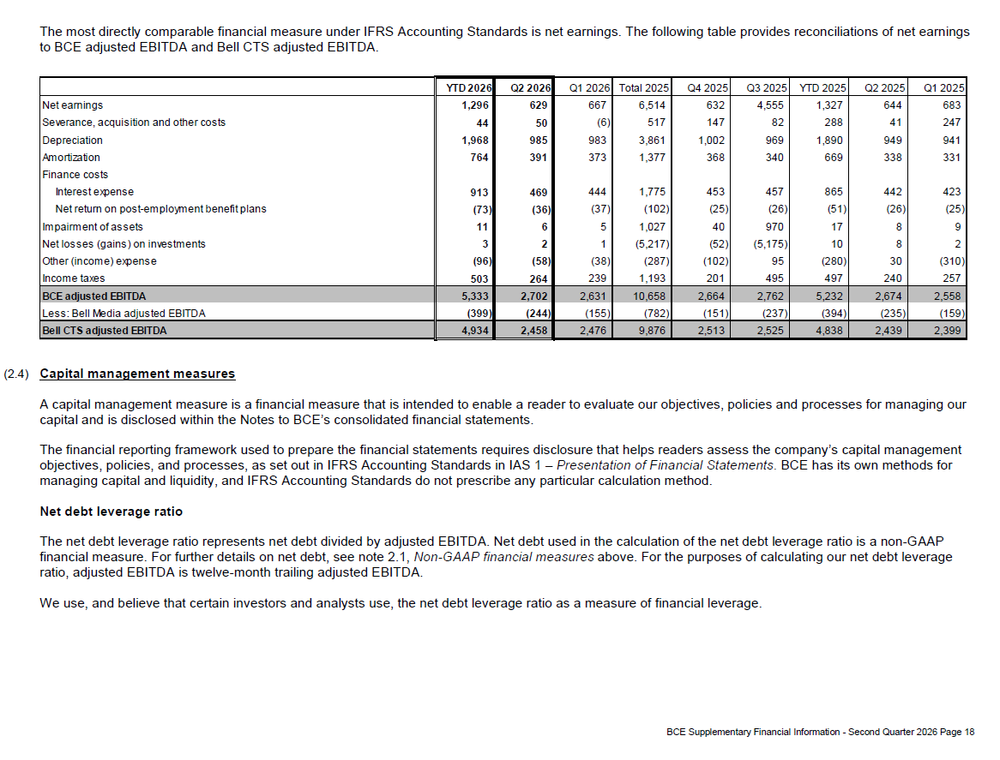 The most directly comparable financial measure under IFRS Accounting Standards is net earnings. The following table provides reconciliations of net earnings
to BCE adjusted EBITDA and Bell CTS adjusted EBITDA.
YTD 2026 Q2 2026 Q1 2026 Total 2025 Q4 2025 Q3 2025 YTD 2025 Q2 2025 Q1 2025
Net earnings 1,296 629 667 6,514 632 4,555 1,327 644 683
Severance, acquisition and other costs 44 50 (6) 517 147 82 288 41 247
Depreciation 1,968 985 983 3,861 1,002 969 1,890 949 941
Amortization 764 391 373 1,377 368 340 669 338 331
Finance costs
Interest expense 913 469 444 1,775 453 457 865 442 423
Net return on post-employment benefit plans (73) (36) (37) (102) (25) (26) (51) (26) (25)
Impairment of assets 11 6 5 1,027 40 970 17 8 9
Net losses (gains) on investments 3 2 1 (5,217) (52) (5,175) 10 8 2
Other (income) expense (96) (58) (38) (287) (102) 95 (280) 30 (310)
Income taxes 503 264 239 1,193 201 495 497 240 257
BCE adjusted EBITDA 5,333 2,702 2,631 10,658 2,664 2,762 5,232 2,674 2,558
Less: Bell Media adjusted EBITDA (399) (244) (155) (782) (151) (237) (394) (235) (159)
Bell CTS adjusted EBITDA 4,934 2,458 2,476 9,876 2,513 2,525 4,838 2,439 2,399
(2.4) Capital management measures
A capital management measure is a financial measure that is intended to enable a reader to evaluate our objectives, policies and processes for managing our
capital and is disclosed within the Notes to BCE’s consolidated financial statements.
The financial reporting framework used to prepare the financial statements requires disclosure that helps readers assess the company’s capital management
objectives, policies, and processes, as set out in IFRS Accounting Standards in IAS 1 – Presentation of Financial Statements. BCE has its own methods for
managing capital and liquidity, and IFRS Accounting Standards do not prescribe any particular calculation method.
Net debt leverage ratio
The net debt leverage ratio represents net debt divided by adjusted EBITDA. Net debt used in the calculation of the net debt leverage ratio is a non-GAAP
financial measure. For further details on net debt, see note 2.1, Non-GAAP financial measures above. For the purposes of calculating our net debt leverage
ratio, adjusted EBITDA is twelve-month trailing adjusted EBITDA.
We use, and believe that certain investors and analysts use, the net debt leverage ratio as a measure of financial leverage.
BCE Supplementary Financial Information - Second Quarter 2026 Page 18